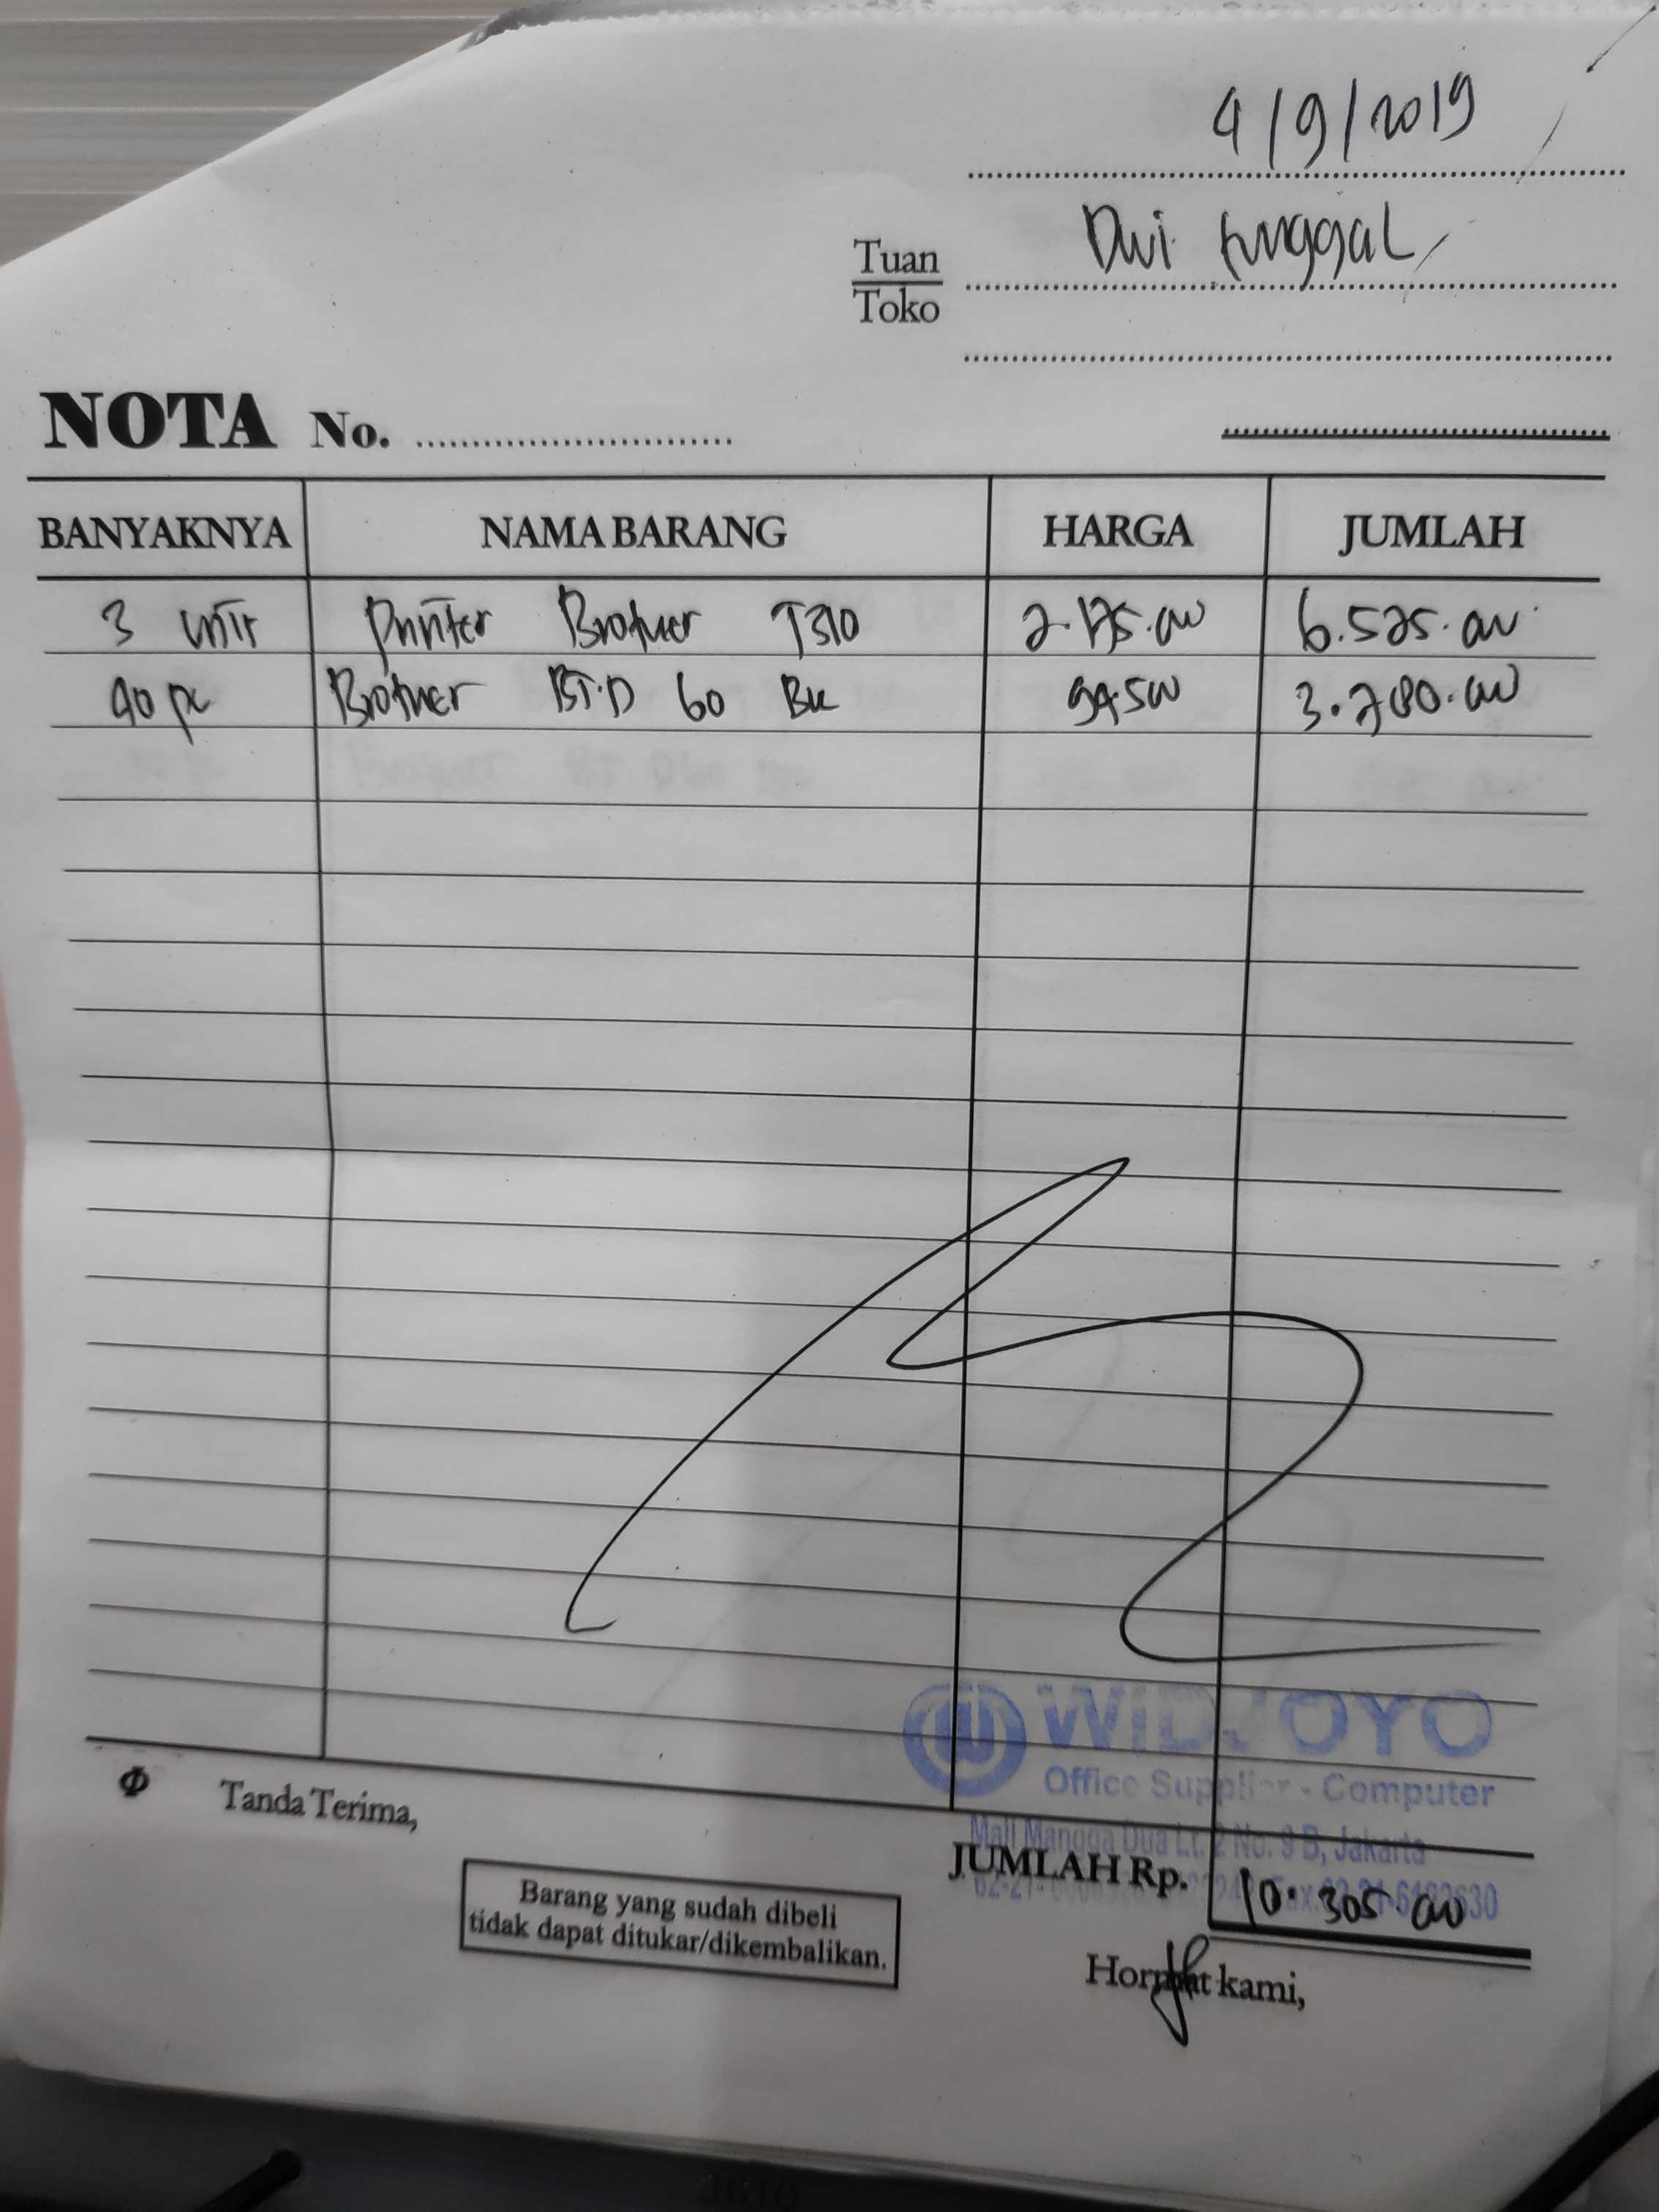 4/9/2019
Dwi tunggal
Tuan
Toko
NOTA No.
BANYAKNYA NAMA BARANG HARGA JUMLAH
3 unit Printer Brother T310 2.175.000 6.525.000
40 pc Brother BT.D 60 BK 94.500 3.780.000
WIDJOYO
Office Supplier - Computer
Mall Mangga Dua Lt. 2 No. 9 B, Jakarta
Φ Tanda Terima,
JUMLAH Rp. 10.305.000
Barang yang sudah dibeli
tidak dapat ditukar/dikembalikan.
Hormat kami,